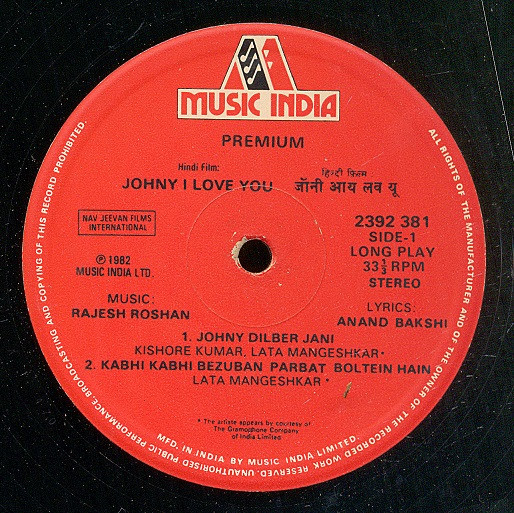 MUSIC INDIA
PREMIUM
Hindi Film:
JOHNY I LOVE YOU
हिन्दी फ़िल्म
जॉनी आय लव यू
NAV JEEVAN FILMS
INTERNATIONAL
2392 381
SIDE-1
LONG PLAY
33⅓ RPM
STEREO
℗ 1982
MUSIC INDIA LTD.
MUSIC:
RAJESH ROSHAN
LYRICS:
ANAND BAKSHI
1. JOHNY DILBER JANI
KISHORE KUMAR, LATA MANGESHKAR*
2. KABHI KABHI BEZUBAN PARBAT BOLTEIN HAIN
LATA MANGESHKAR*
* The artiste appears by courtesy of
The Gramophone Company
of India Limited
MFD. IN INDIA BY MUSIC INDIA LIMITED.
ALL RIGHTS OF THE MANUFACTURER AND OF THE OWNER OF THE RECORDED WORK RESERVED. UNAUTHORISED PUBLIC PERFORMANCE, BROADCASTING AND COPYING OF THIS RECORD PROHIBITED.